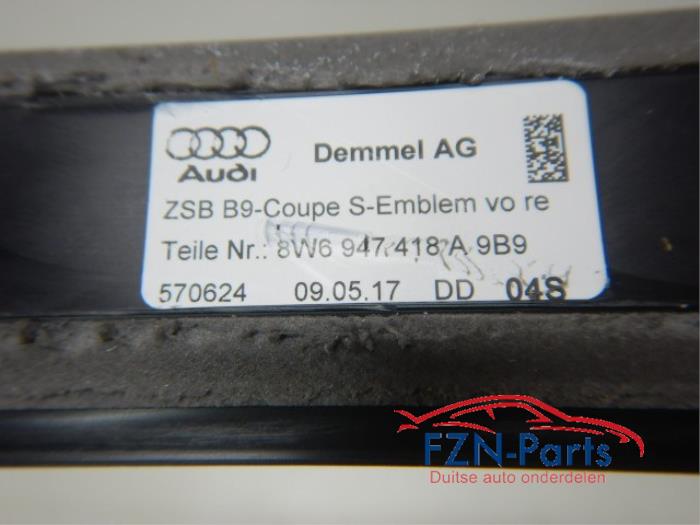 Audi
Demmel AG
ZSB B9-Coupe S-Emblem vo re
Teile Nr.: 8W6 947 418 A 9B9
570624 09.05.17 DD 04S
FZN-Parts
Duitse auto onderdelen